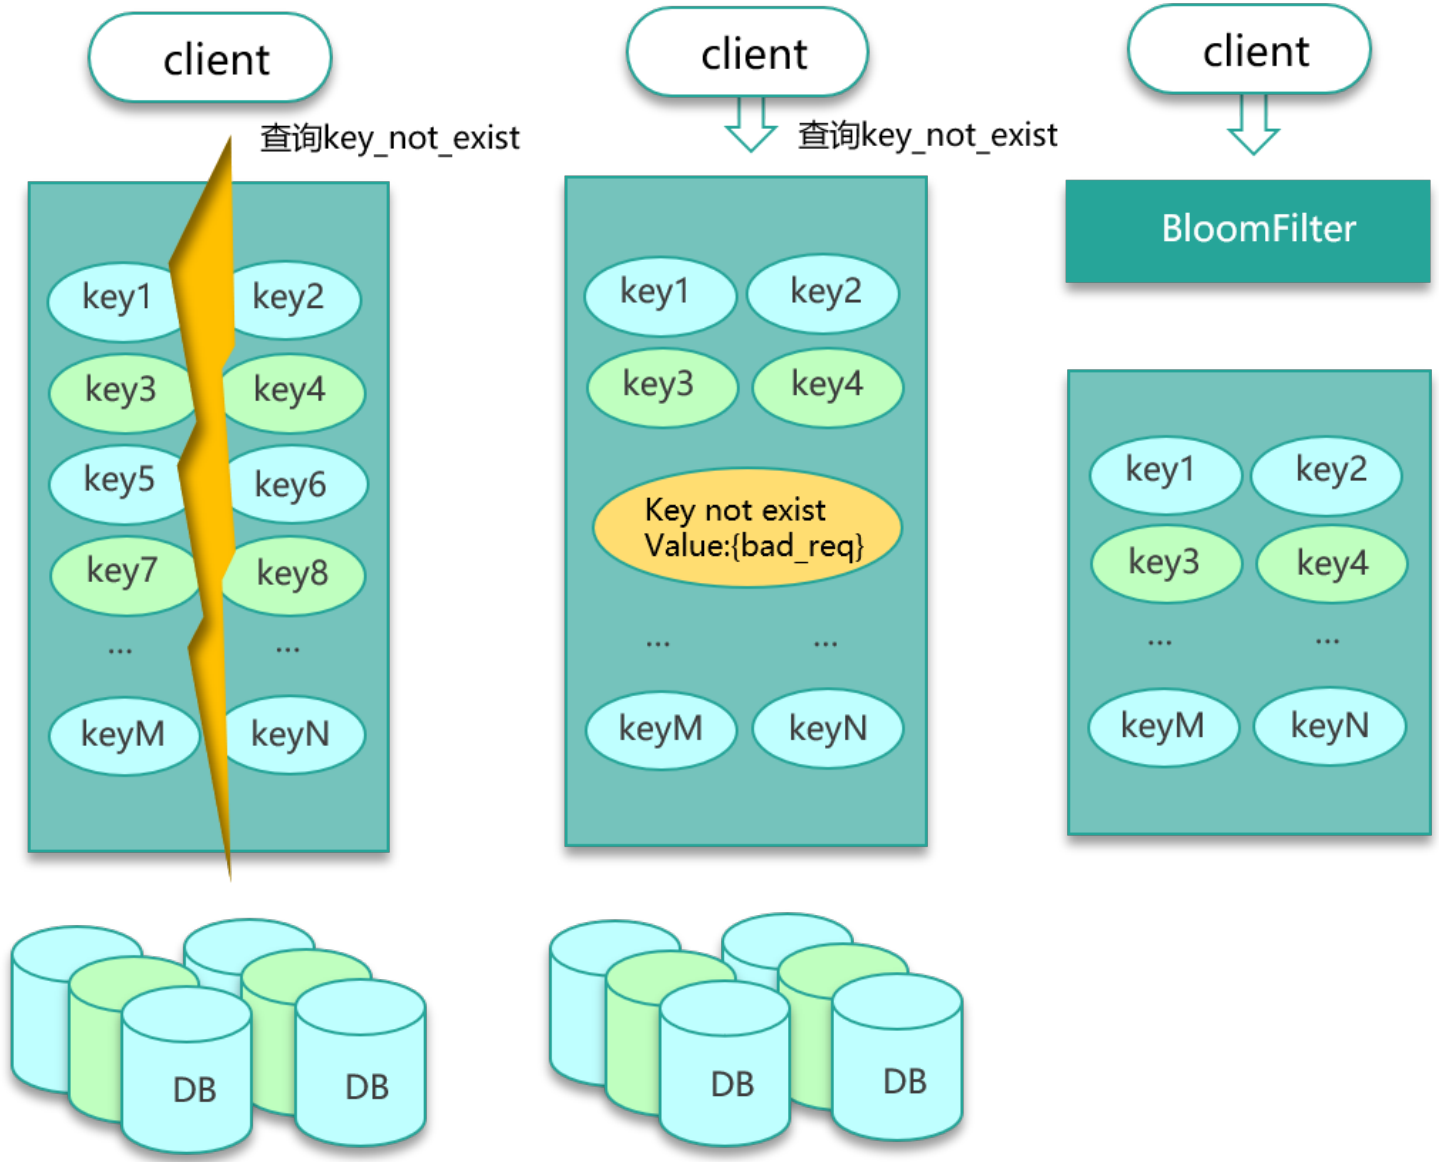 client
查询key_not_exist
key1
key2
key3
key4
key5
key6
key7
key8
...
...
keyM
keyN
DB
DB
client
查询key_not_exist
key1
key2
key3
key4
Key not exist
Value:{bad_req}
...
...
keyM
keyN
DB
DB
client
BloomFilter
key1
key2
key3
key4
...
...
keyM
keyN